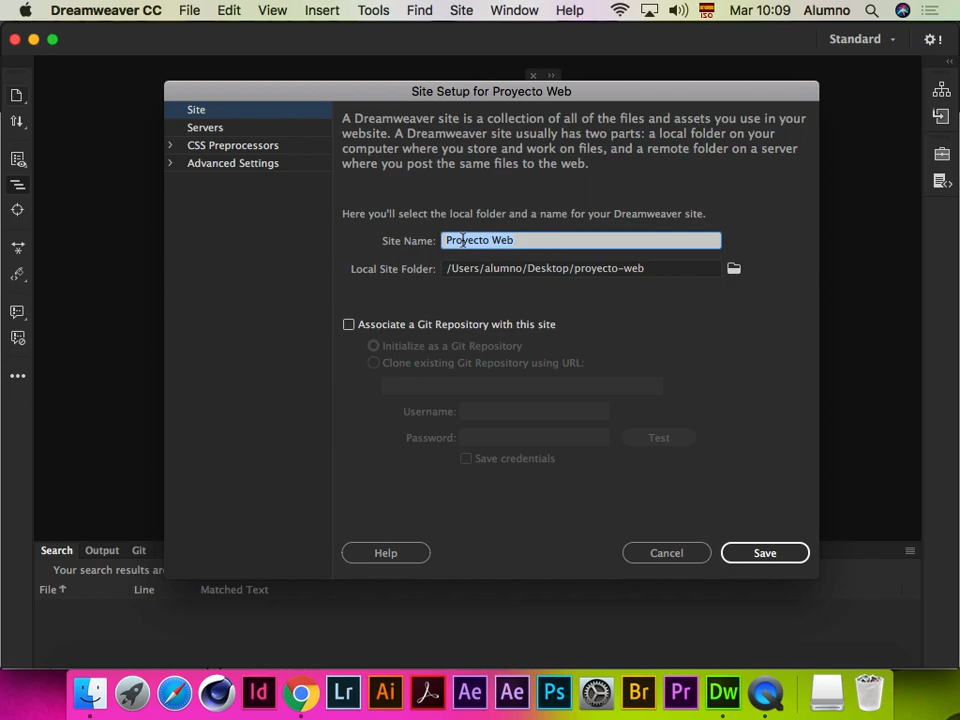 Dreamweaver CC File Edit View Insert Tools Find Site Window Help ISO Mar 10:09 Alumno
Standard
Site Setup for Proyecto Web
Site
Servers
CSS Preprocessors
Advanced Settings
A Dreamweaver site is a collection of all of the files and assets you use in your
website. A Dreamweaver site usually has two parts: a local folder on your
computer where you store and work on files, and a remote folder on a server
where you post the same files to the web.
Here you'll select the local folder and a name for your Dreamweaver site.
Site Name: Proyecto Web
Local Site Folder: /Users/alumno/Desktop/proyecto-web
Associate a Git Repository with this site
Initialize as a Git Repository
Clone existing Git Repository using URL:
Username:
Password: Test
Save credentials
Help Cancel Save
Search Output Git
Your search results are
File Line Matched Text
Id Lr Ai Ae Ae Ps Br Pr Dw